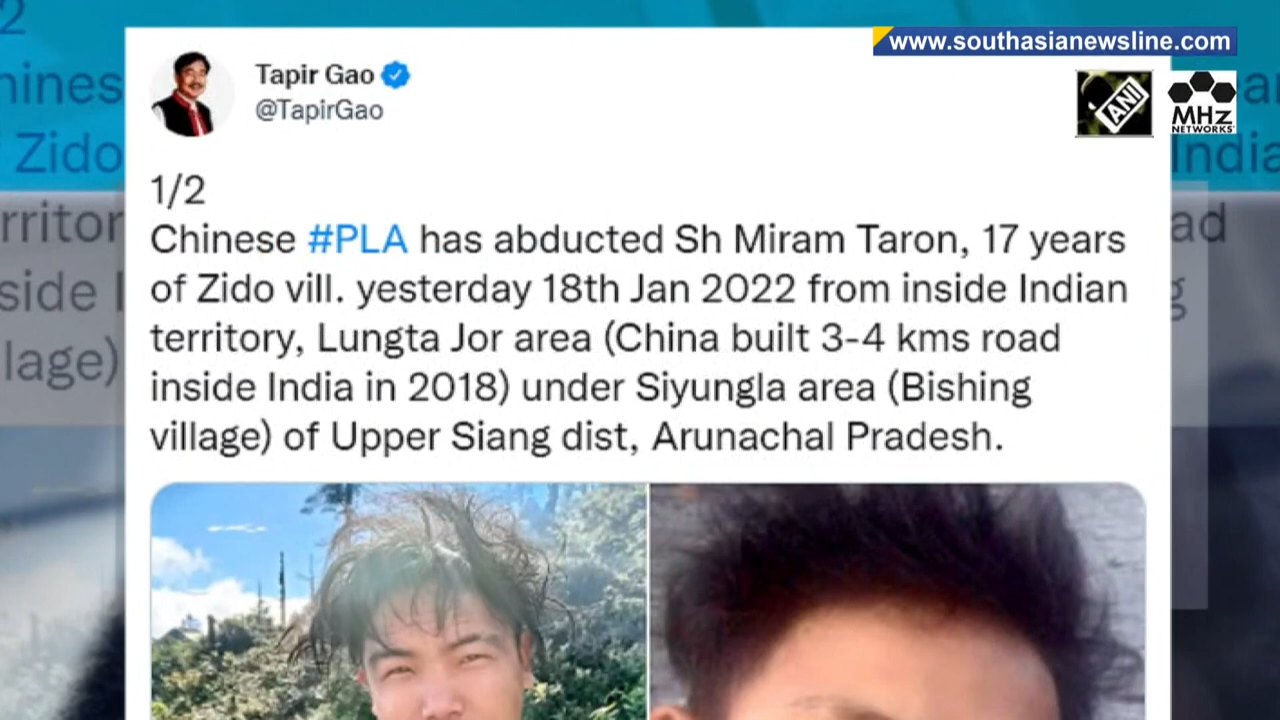 www.southasianewsline.com
ANI
MHz
NETWORKS
Tapir Gao
@TapirGao
1/2
Chinese #PLA has abducted Sh Miram Taron, 17 years
of Zido vill. yesterday 18th Jan 2022 from inside Indian
territory, Lungta Jor area (China built 3-4 kms road
inside India in 2018) under Siyungla area (Bishing
village) of Upper Siang dist, Arunachal Pradesh.